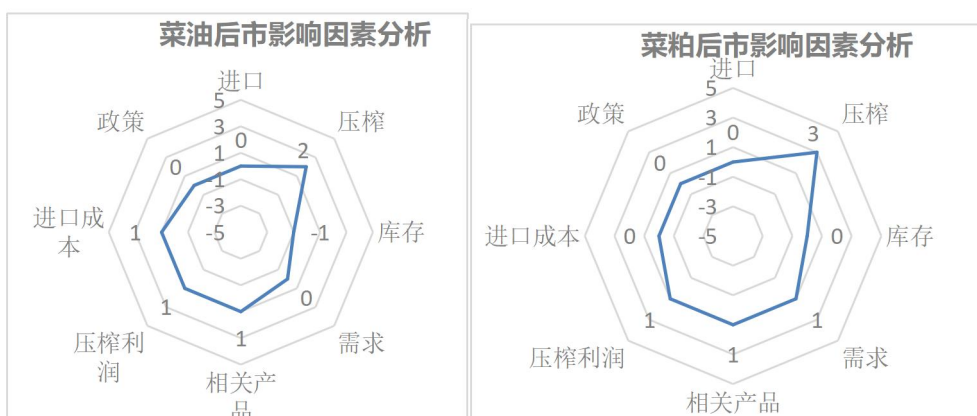 菜油后市影响因素分析
进口
5
3
1
-1
-3
-5
政策
压榨
0
2
0
进口成
本
1
-1
库存
1
0
压榨利
润
1
需求
相关产
品
菜粕后市影响因素分析
进口
5
3
1
-1
-3
-5
政策
压榨
0
3
0
进口成本
0
0
库存
1
1
压榨利润
1
需求
相关产品